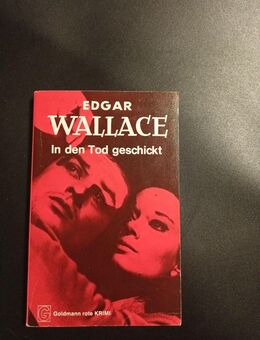 EDGAR
WALLACE
In den Tod geschickt
G Goldmann rote KRIMI